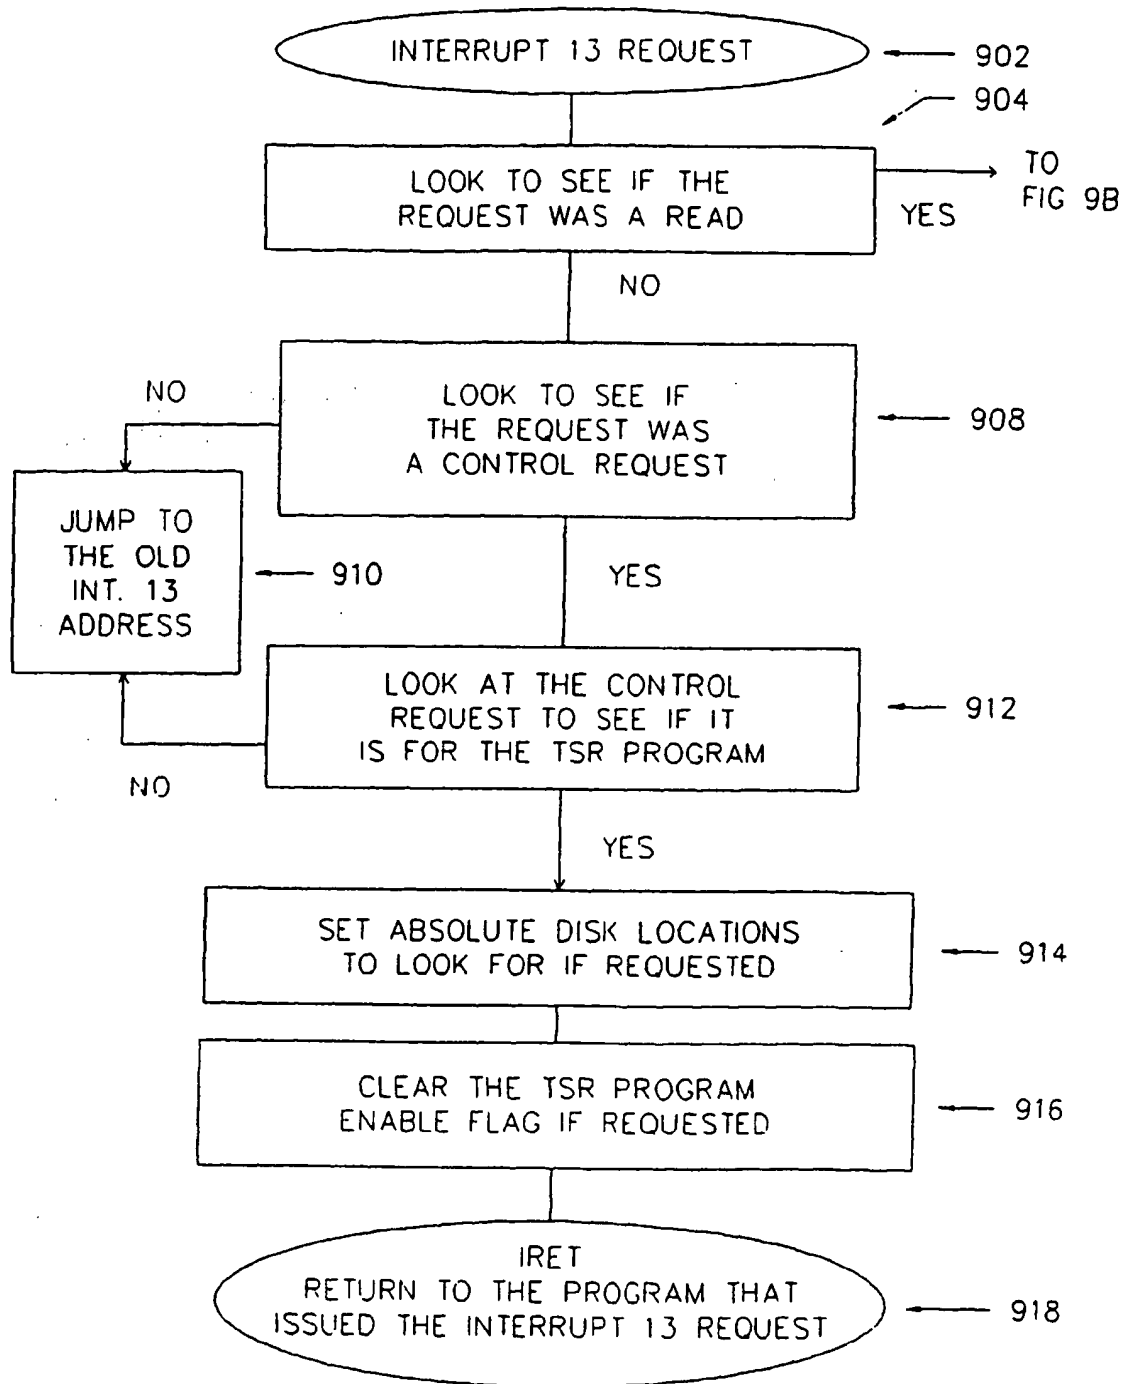 INTERRUPT 13 REQUEST
902
904
LOOK TO SEE IF THE
REQUEST WAS A READ
TO
FIG 9B
YES
NO
LOOK TO SEE IF
THE REQUEST WAS
A CONTROL REQUEST
908
NO
JUMP TO
THE OLD
INT. 13
ADDRESS
910
YES
LOOK AT THE CONTROL
REQUEST TO SEE IF IT
IS FOR THE TSR PROGRAM
912
NO
YES
SET ABSOLUTE DISK LOCATIONS
TO LOOK FOR IF REQUESTED
914
CLEAR THE TSR PROGRAM
ENABLE FLAG IF REQUESTED
916
IRET
RETURN TO THE PROGRAM THAT
ISSUED THE INTERRUPT 13 REQUEST
918